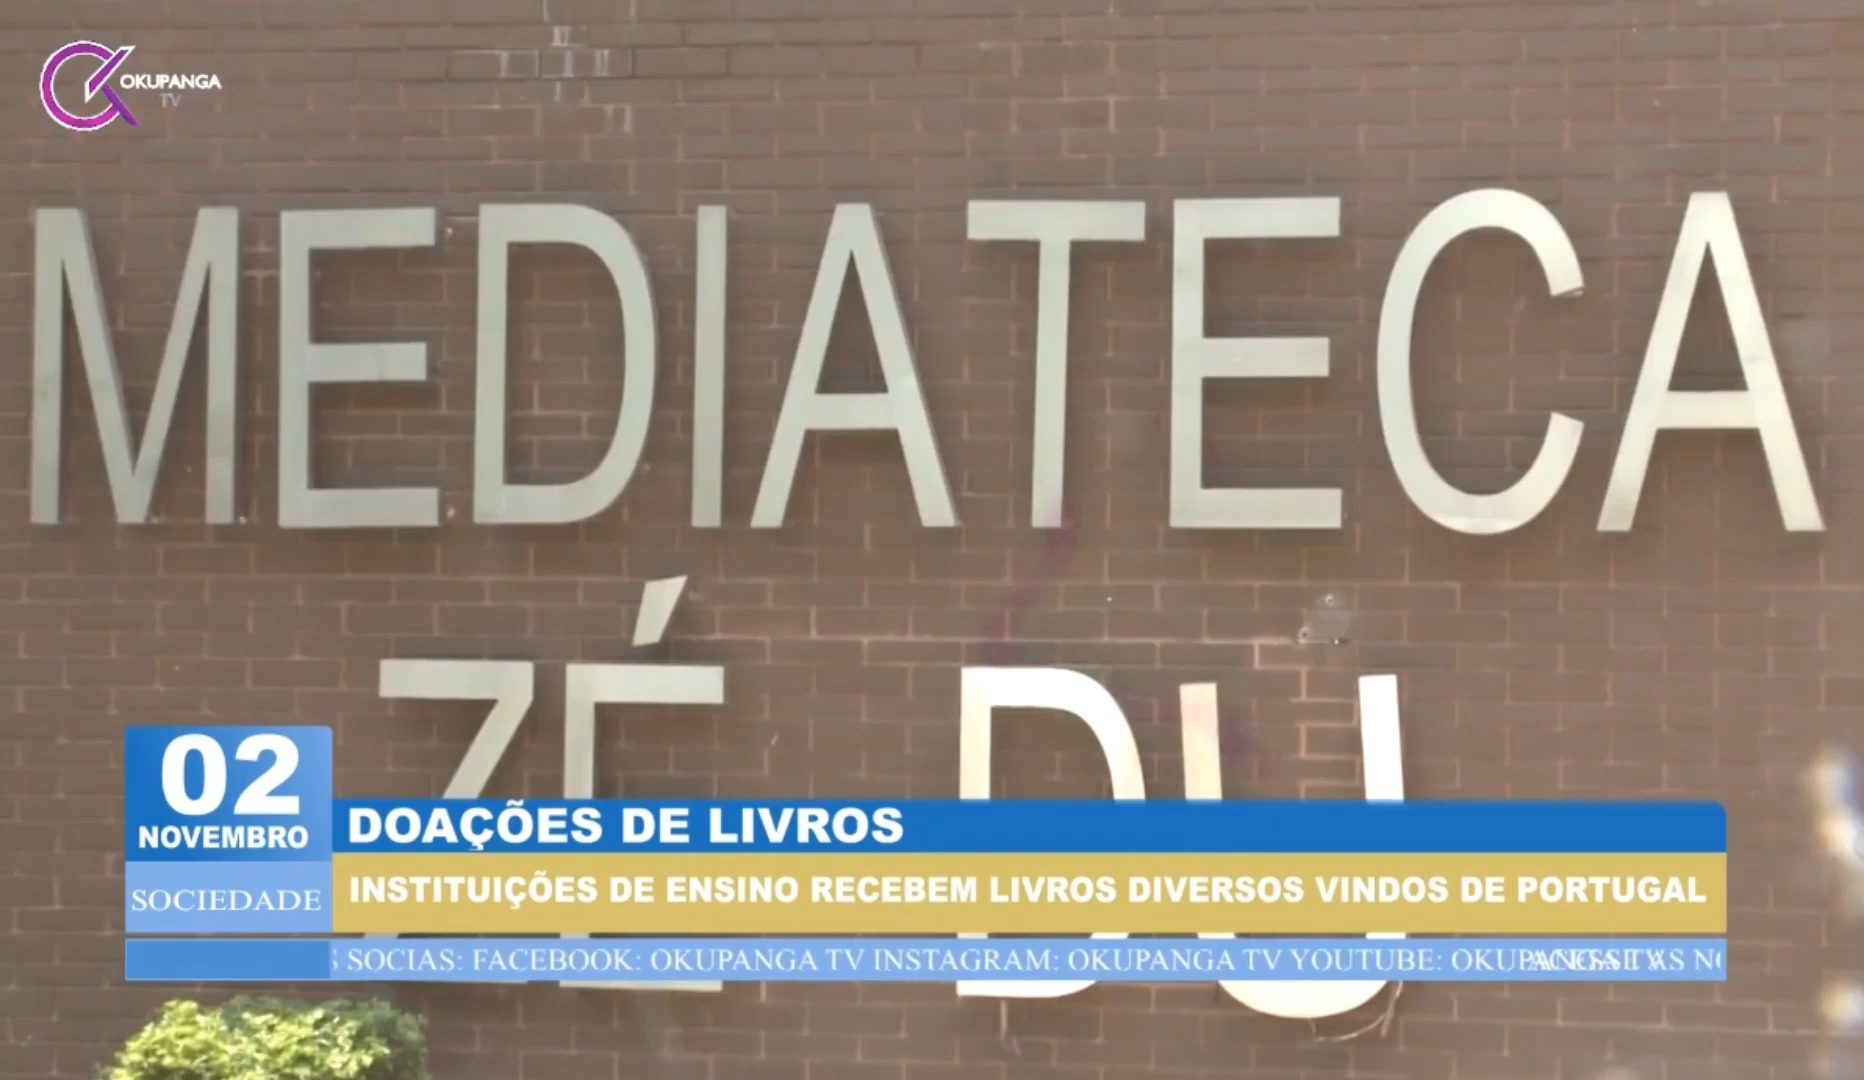 OKUPANGA
TV
MEDIATECA
ZÉ DU
02
NOVEMBRO
DOAÇÕES DE LIVROS
SOCIEDADE
INSTITUIÇÕES DE ENSINO RECEBEM LIVROS DIVERSOS VINDOS DE PORTUGAL
SOCIAS: FACEBOOK: OKUPANGA TV INSTAGRAM: OKUPANGA TV YOUTUBE: